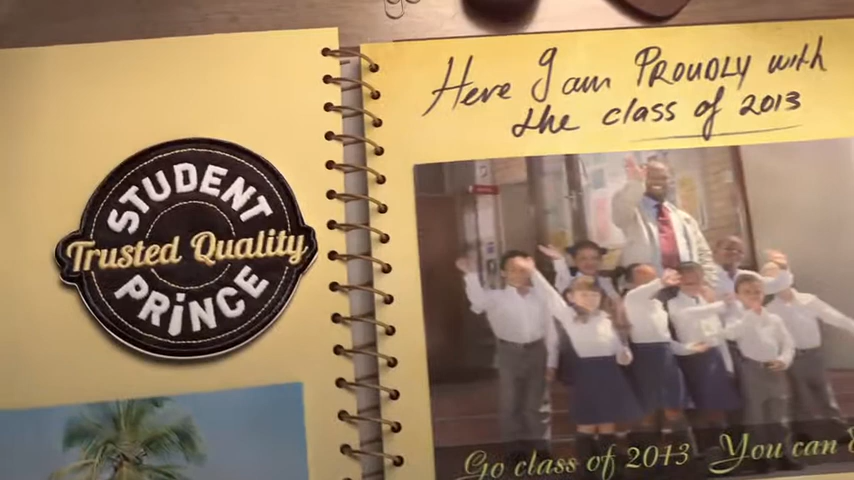 STUDENT
Trusted Quality
PRiNCE
Here I am PROUDLY with
the class of 2013
Go class of 2013 You can